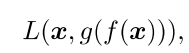 L(𝒙, g(f(𝒙))),